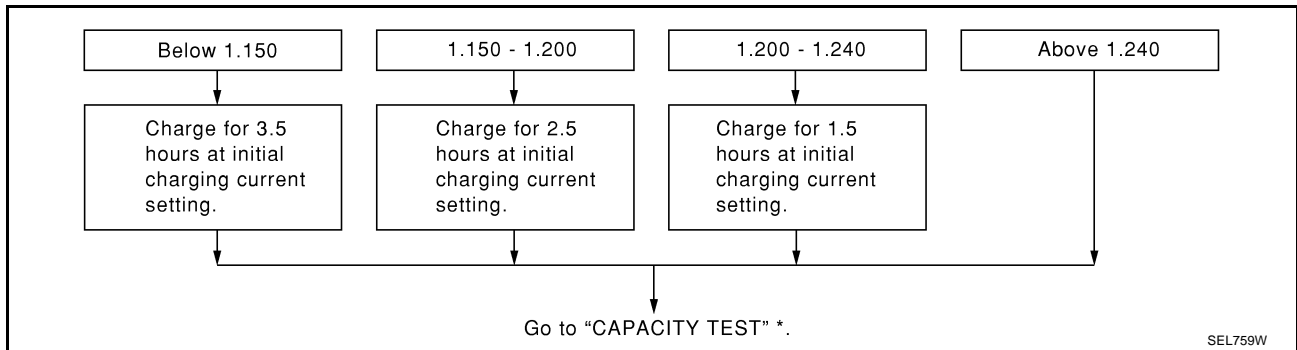 Below 1.150
1.150 - 1.200
1.200 - 1.240
Above 1.240
Charge for 3.5
hours at initial
charging current
setting.
Charge for 2.5
hours at initial
charging current
setting.
Charge for 1.5
hours at initial
charging current
setting.
Go to “CAPACITY TEST” *.
SEL759W